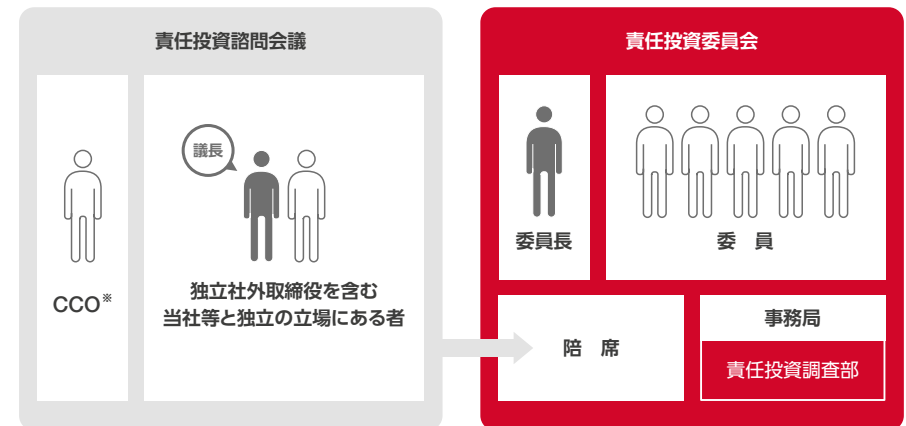 責任投資諮問会議
議長
CCO※
独立社外取締役を含む
当社等と独立の立場にある者
責任投資委員会
委員長
委 員
陪 席
事務局
責任投資調査部